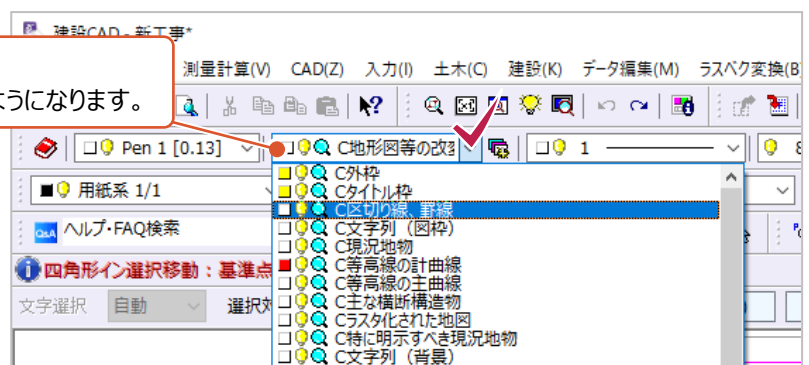 建設CAD - 新工事*
測量計算(V) CAD(Z) 入力(I) 土木(C) 建設(K) データ編集(M) ラスベク変換(B
ようになります。
Pen 1 [0.13] C地形図等の改変 1 8
用紙系 1/1
C外枠
Cタイトル枠
C区切り線、罫線
ヘルプ・FAQ検索
C文字列（図枠）
C現況地物
四角形イン選択移動：基準点
C等高線の計曲線
C等高線の主曲線
文字選択 自動 選択対
C主な横断構造物
Cラスタ化された地図
C特に明示すべき現況地物
C文字列（背景）